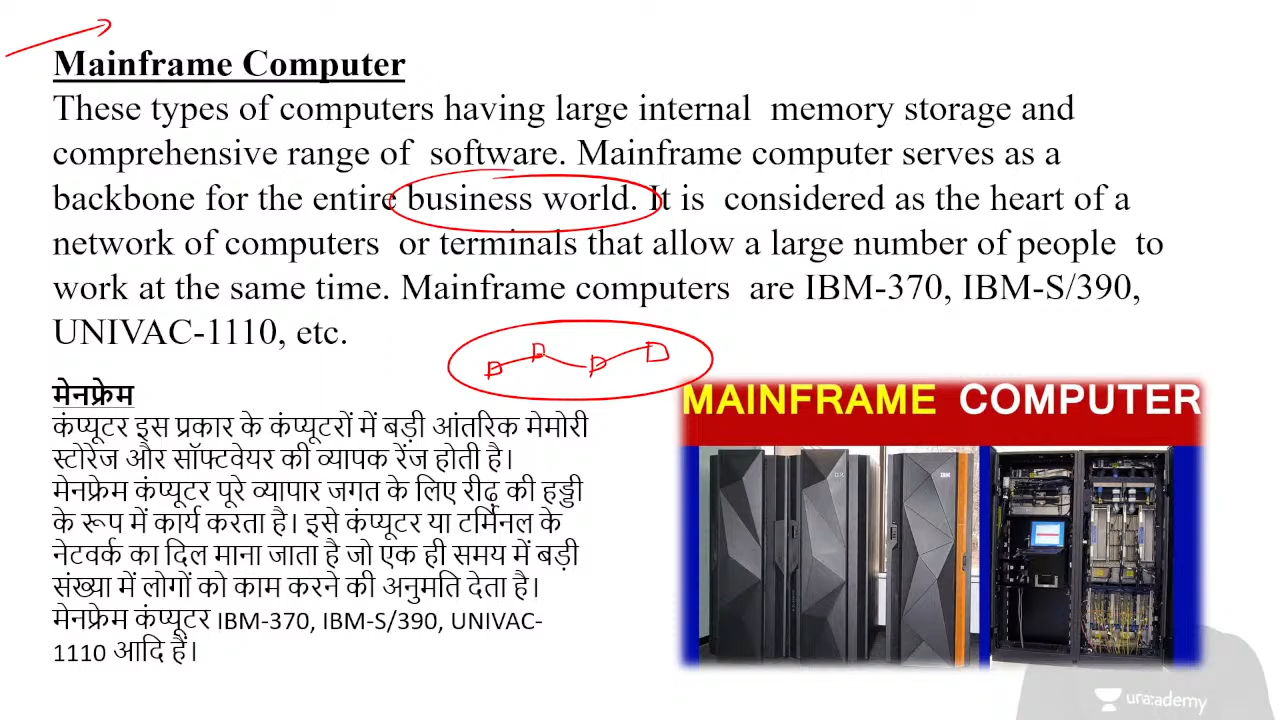 Mainframe Computer
These types of computers having large internal memory storage and
comprehensive range of software. Mainframe computer serves as a
backbone for the entire business world. It is considered as the heart of a
network of computers or terminals that allow a large number of people to
work at the same time. Mainframe computers are IBM-370, IBM-S/390,
UNIVAC-1110, etc.
मेनफ्रेम
कंप्यूटर इस प्रकार के कंप्यूटरों में बड़ी आंतरिक मेमोरी
स्टोरेज और सॉफ्टवेयर की व्यापक रेंज होती है।
मेनफ्रेम कंप्यूटर पूरे व्यापार जगत के लिए रीढ़ की हड्डी
के रूप में कार्य करता है। इसे कंप्यूटर या टर्मिनल के
नेटवर्क का दिल माना जाता है जो एक ही समय में बड़ी
संख्या में लोगों को काम करने की अनुमति देता है।
मेनफ्रेम कंप्यूटर IBM-370, IBM-S/390, UNIVAC-
1110 आदि हैं।
MAINFRAME COMPUTER
IBM
unacademy